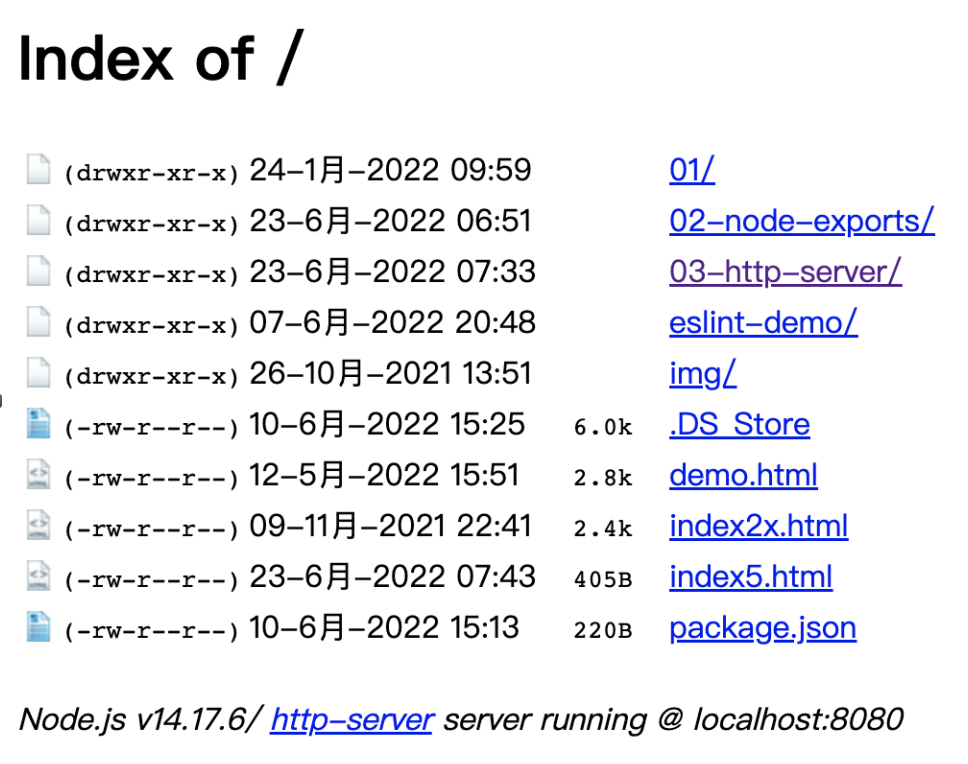 Index of /
(drwxr-xr-x) 24-1月-2022 09:59 01/
(drwxr-xr-x) 23-6月-2022 06:51 02-node-exports/
(drwxr-xr-x) 23-6月-2022 07:33 03-http-server/
(drwxr-xr-x) 07-6月-2022 20:48 eslint-demo/
(drwxr-xr-x) 26-10月-2021 13:51 img/
(-rw-r--r--) 10-6月-2022 15:25 6.0k .DS_Store
(-rw-r--r--) 12-5月-2022 15:51 2.8k demo.html
(-rw-r--r--) 09-11月-2021 22:41 2.4k index2x.html
(-rw-r--r--) 23-6月-2022 07:43 405B index5.html
(-rw-r--r--) 10-6月-2022 15:13 220B package.json
Node.js v14.17.6/ http-server server running @ localhost:8080